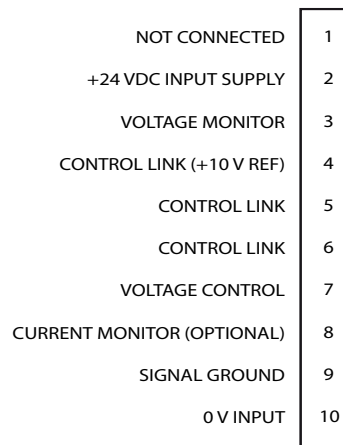 NOT CONNECTED 1
+24 VDC INPUT SUPPLY 2
VOLTAGE MONITOR 3
CONTROL LINK (+10 V REF) 4
CONTROL LINK 5
CONTROL LINK 6
VOLTAGE CONTROL 7
CURRENT MONITOR (OPTIONAL) 8
SIGNAL GROUND 9
0 V INPUT 10